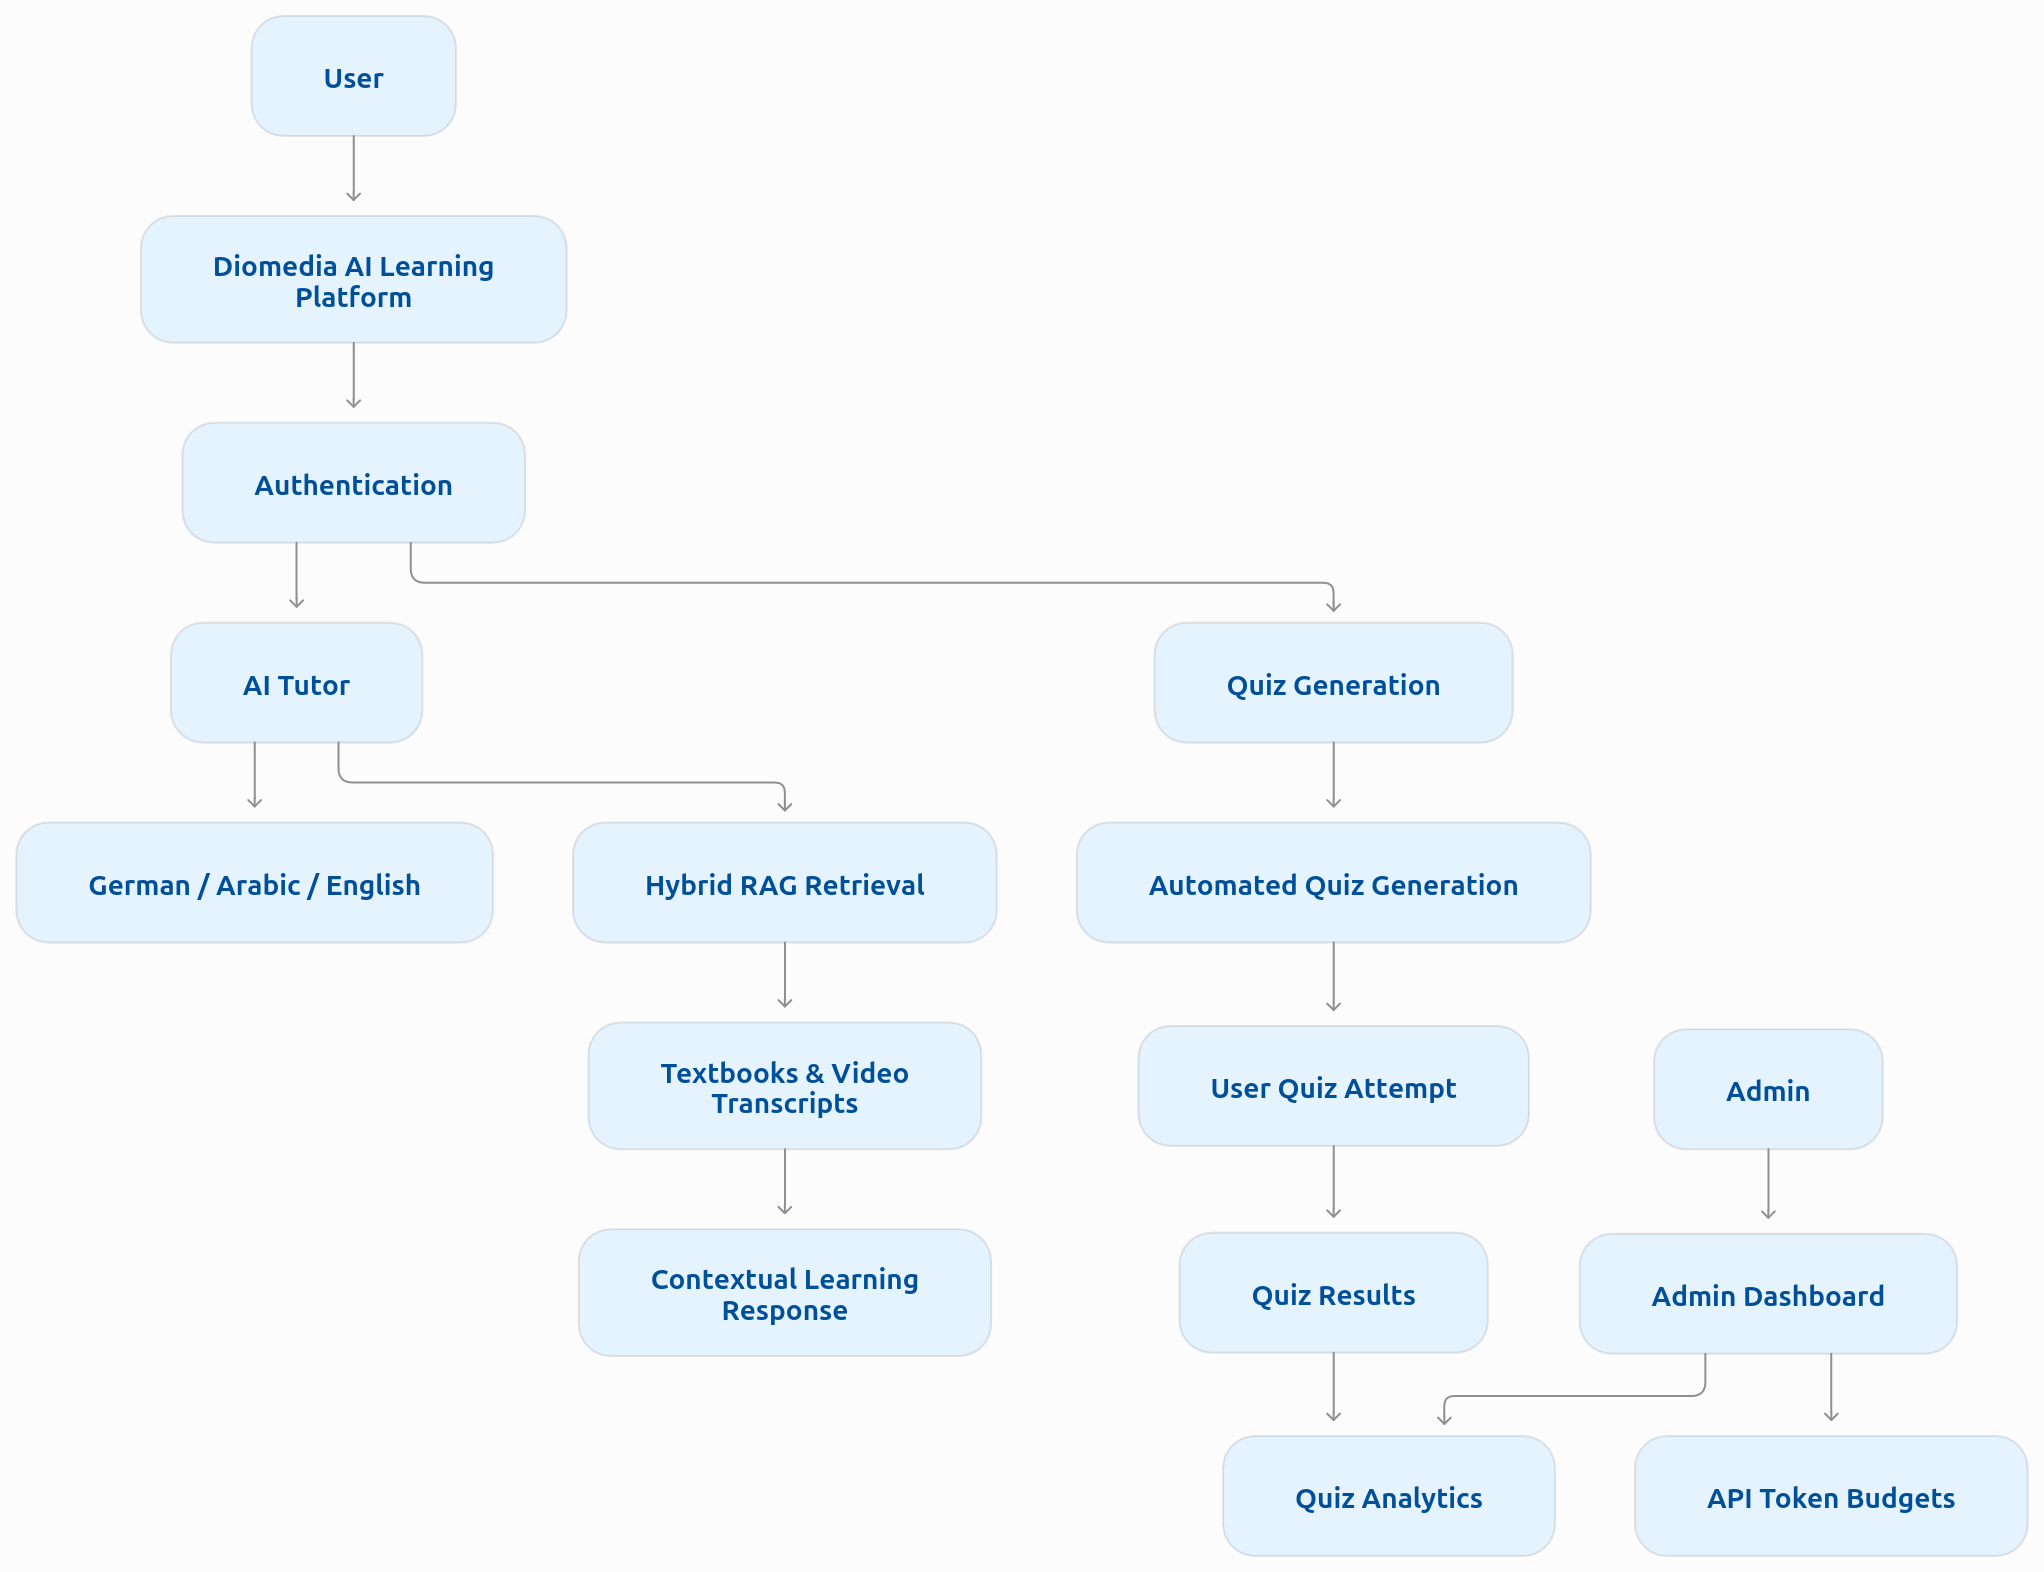 User
Diomedia AI Learning
Platform
Authentication
AI Tutor
Quiz Generation
German / Arabic / English
Hybrid RAG Retrieval
Automated Quiz Generation
Textbooks & Video
Transcripts
User Quiz Attempt
Admin
Contextual Learning
Response
Quiz Results
Admin Dashboard
Quiz Analytics
API Token Budgets